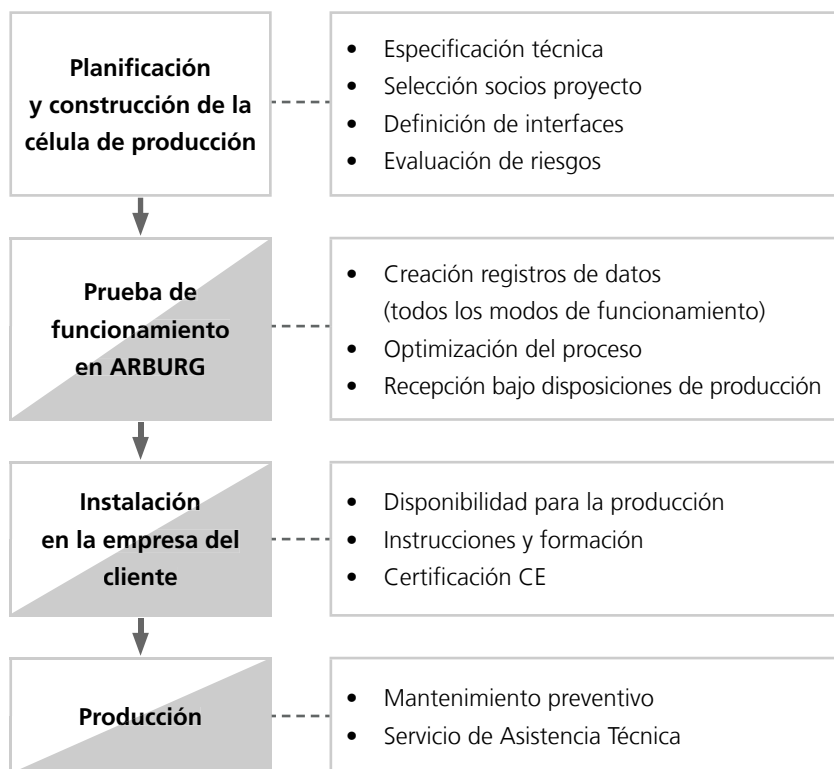 Planificación
y construcción de la
célula de producción
• Especificación técnica
• Selección socios proyecto
• Definición de interfaces
• Evaluación de riesgos
Prueba de
funcionamiento
en ARBURG
• Creación registros de datos
(todos los modos de funcionamiento)
• Optimización del proceso
• Recepción bajo disposiciones de producción
Instalación
en la empresa del
cliente
• Disponibilidad para la producción
• Instrucciones y formación
• Certificación CE
Producción
• Mantenimiento preventivo
• Servicio de Asistencia Técnica